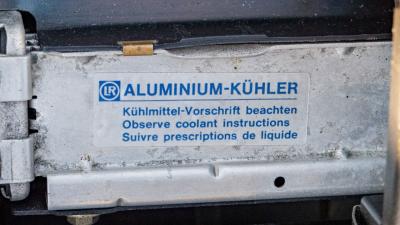 LR ALUMINIUM-KÜHLER
Kühlmittel-Vorschrift beachten
Observe coolant instructions
Suivre prescriptions de liquide